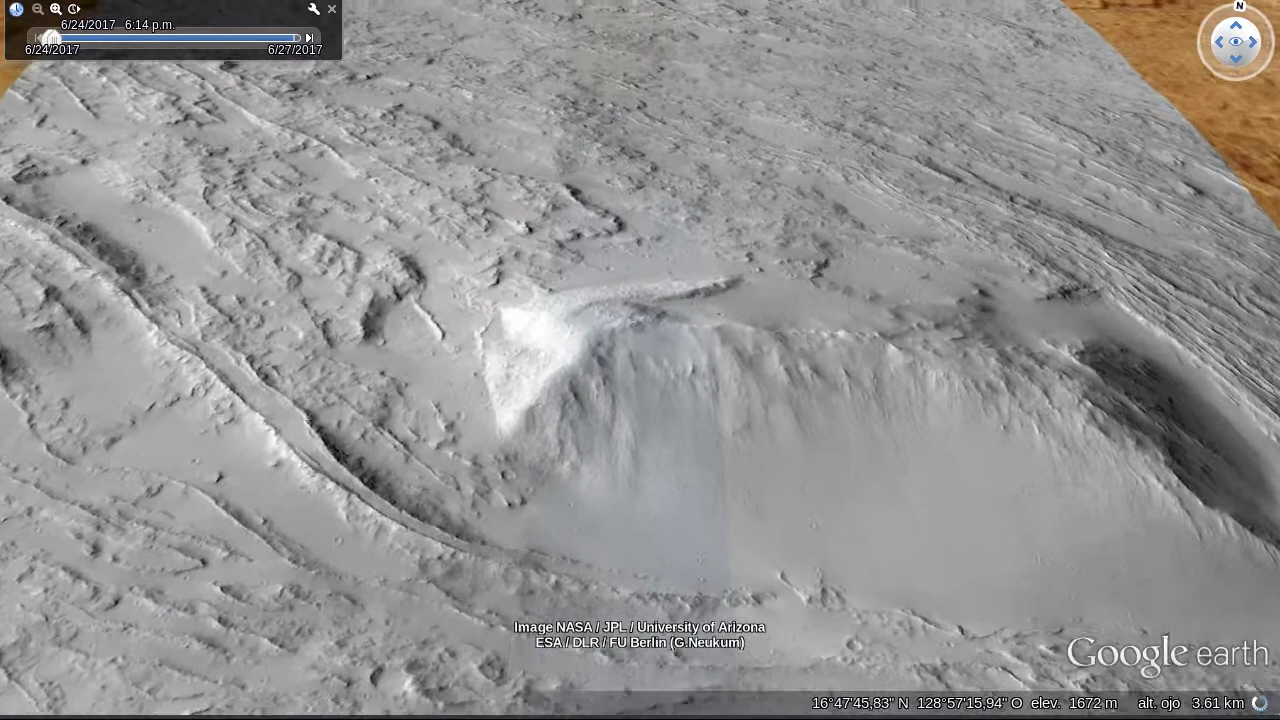 6/24/2017   6:14 p.m.
6/24/2017
6/27/2017
N
Image NASA / JPL / University of Arizona
ESA / DLR / FU Berlin (G.Neukum)
Google earth
16°47'45,83" N  128°57'15,94" O  elev.  1672 m    alt. ojo  3.61 km